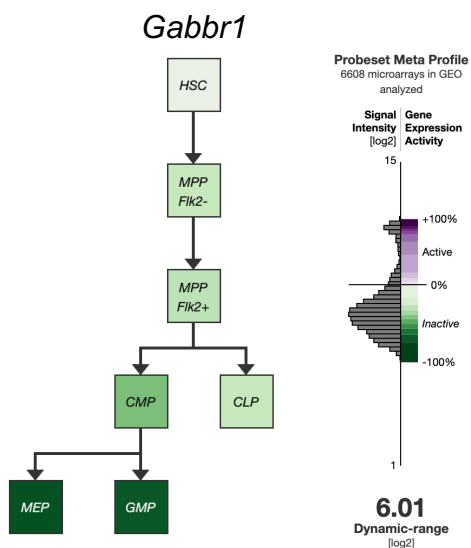 Gabbr1
HSC
MPP
Flk2-
MPP
Flk2+
CMP
CLP
MEP
GMP
Probeset Meta Profile
6608 microarrays in GEO
analyzed
Signal
Intensity
[log2]
Gene
Expression
Activity
15
+100%
Active
0%
Inactive
-100%
1
6.01
Dynamic-range
[log2]